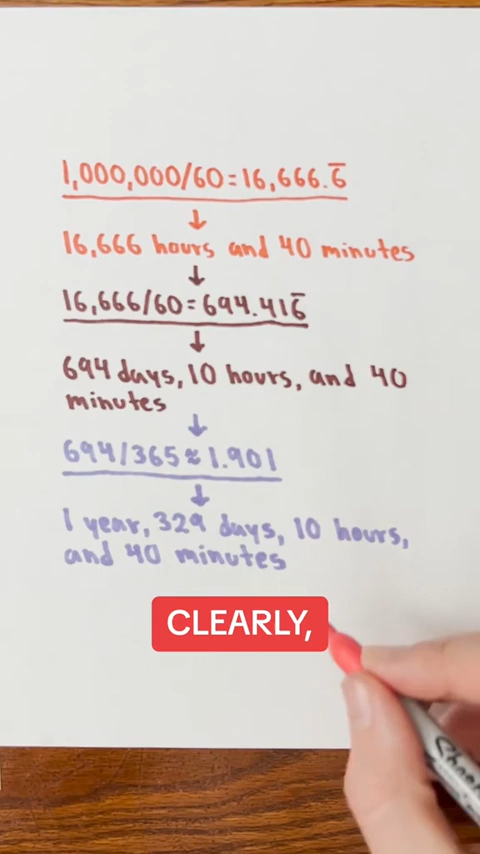 1,000,000/60=16,666.6̅
↓
16,666 hours and 40 minutes
↓
16,666/60=694.416̅
↓
694 days, 10 hours, and 40
minutes
↓
694/365≈1.901
↓
1 year, 329 days, 10 hours,
and 40 minutes
CLEARLY,